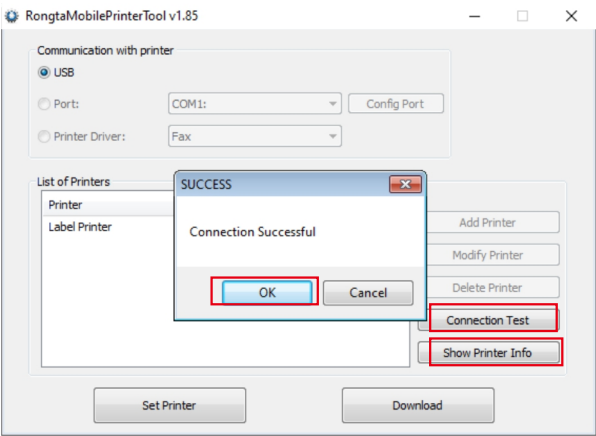 RongtaMobilePrinterTool v1.85
Communication with printer
USB
Port:
COM1:
Config Port
Printer Driver:
Fax
List of Printers
Printer
Label Printer
SUCCESS
Connection Successful
OK
Cancel
Add Printer
Modify Printer
Delete Printer
Connection Test
Show Printer Info
Set Printer
Download